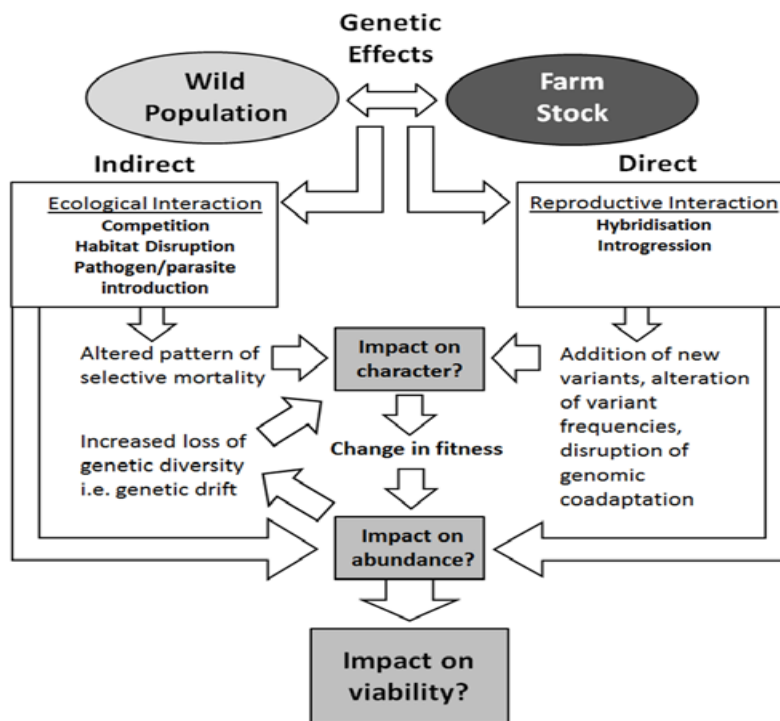 Genetic
Effects
Wild
Population
Farm
Stock
Indirect
Direct
Ecological Interaction
Competition
Habitat Disruption
Pathogen/parasite
introduction
Reproductive Interaction
Hybridisation
Introgression
Altered pattern of
selective mortality
Impact on
character?
Addition of new
variants, alteration
of variant
frequencies,
disruption of
genomic
coadaptation
Increased loss of
genetic diversity
i.e. genetic drift
Change in fitness
Impact on
abundance?
Impact on
viability?